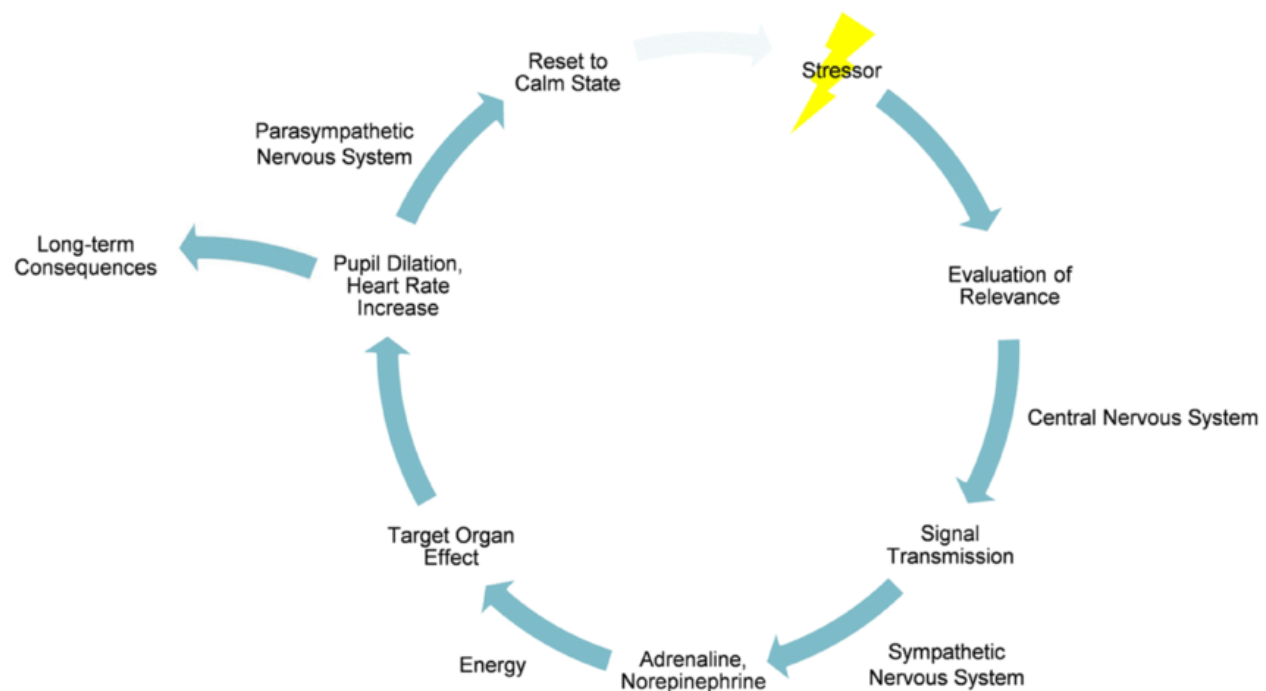 Reset to
Calm State
Stressor
Parasympathetic
Nervous System
Long-term
Consequences
Pupil Dilation,
Heart Rate
Increase
Evaluation of
Relevance
Central Nervous System
Target Organ
Effect
Signal
Transmission
Energy
Adrenaline,
Norepinephrine
Sympathetic
Nervous System